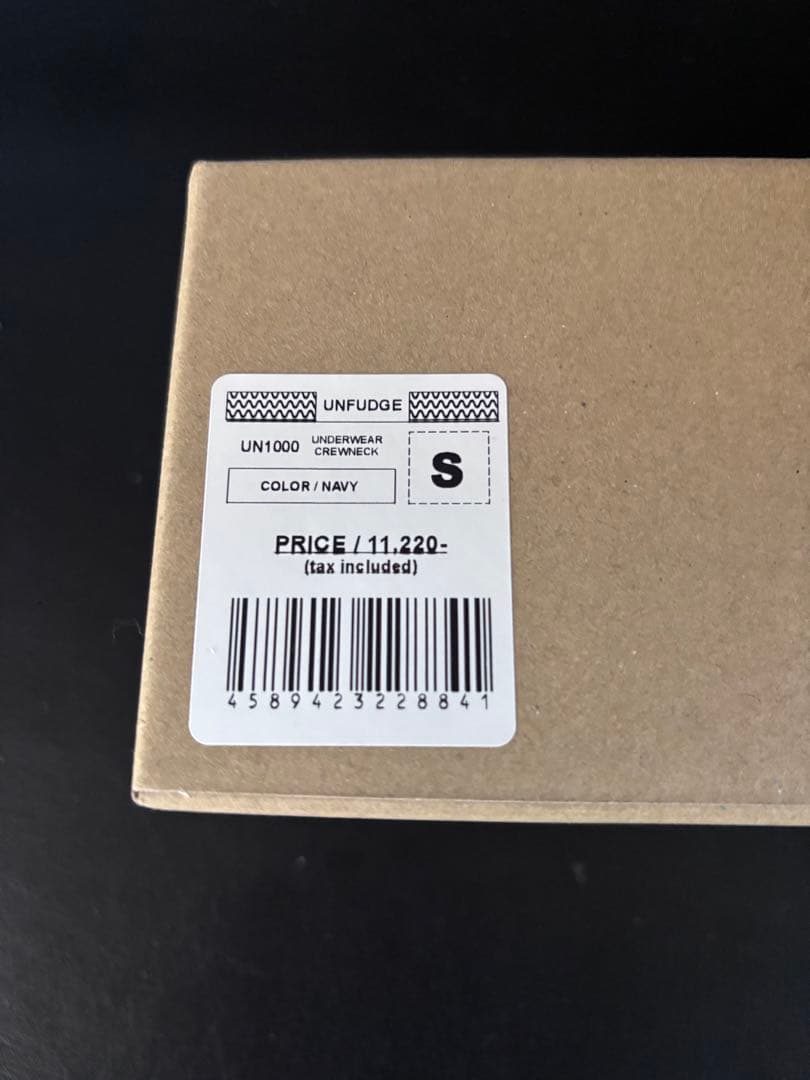 UNFUDGE
UN1000
UNDERWEAR
CREWNECK
S
COLOR / NAVY
PRICE / 11,220-
(tax included)
4589423228841